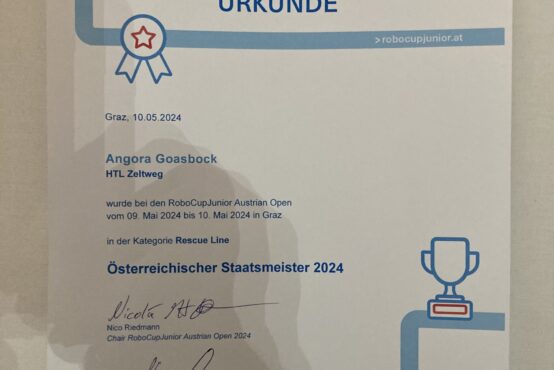 URKUNDE
>robocupjunior.at
Graz, 10.05.2024
Angora Goasbock
HTL Zeltweg
wurde bei den RoboCupJunior Austrian Open
vom 09. Mai 2024 bis 10. Mai 2024 in Graz
in der Kategorie Rescue Line
Österreichischer Staatsmeister 2024
Nico Riedmann
Chair RoboCupJunior Austrian Open 2024